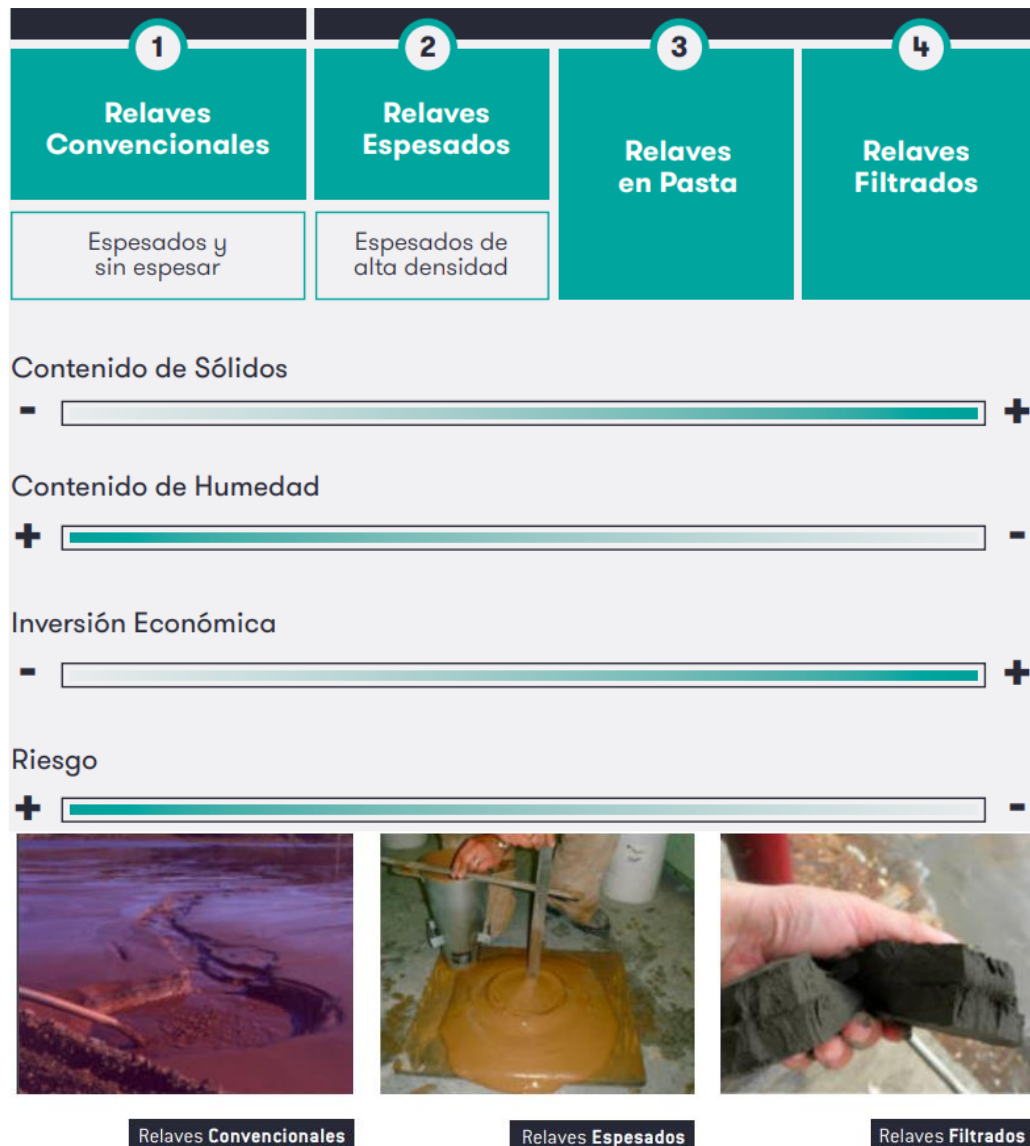 1
2
3
4
Relaves
Convencionales
Relaves
Espesados
Relaves
en Pasta
Relaves
Filtrados
Espesados y
sin espesar
Espesados de
alta densidad
Contenido de Sólidos
- +
Contenido de Humedad
+ -
Inversión Económica
- +
Riesgo
+ -
Relaves Convencionales
Relaves Espesados
Relaves Filtrados